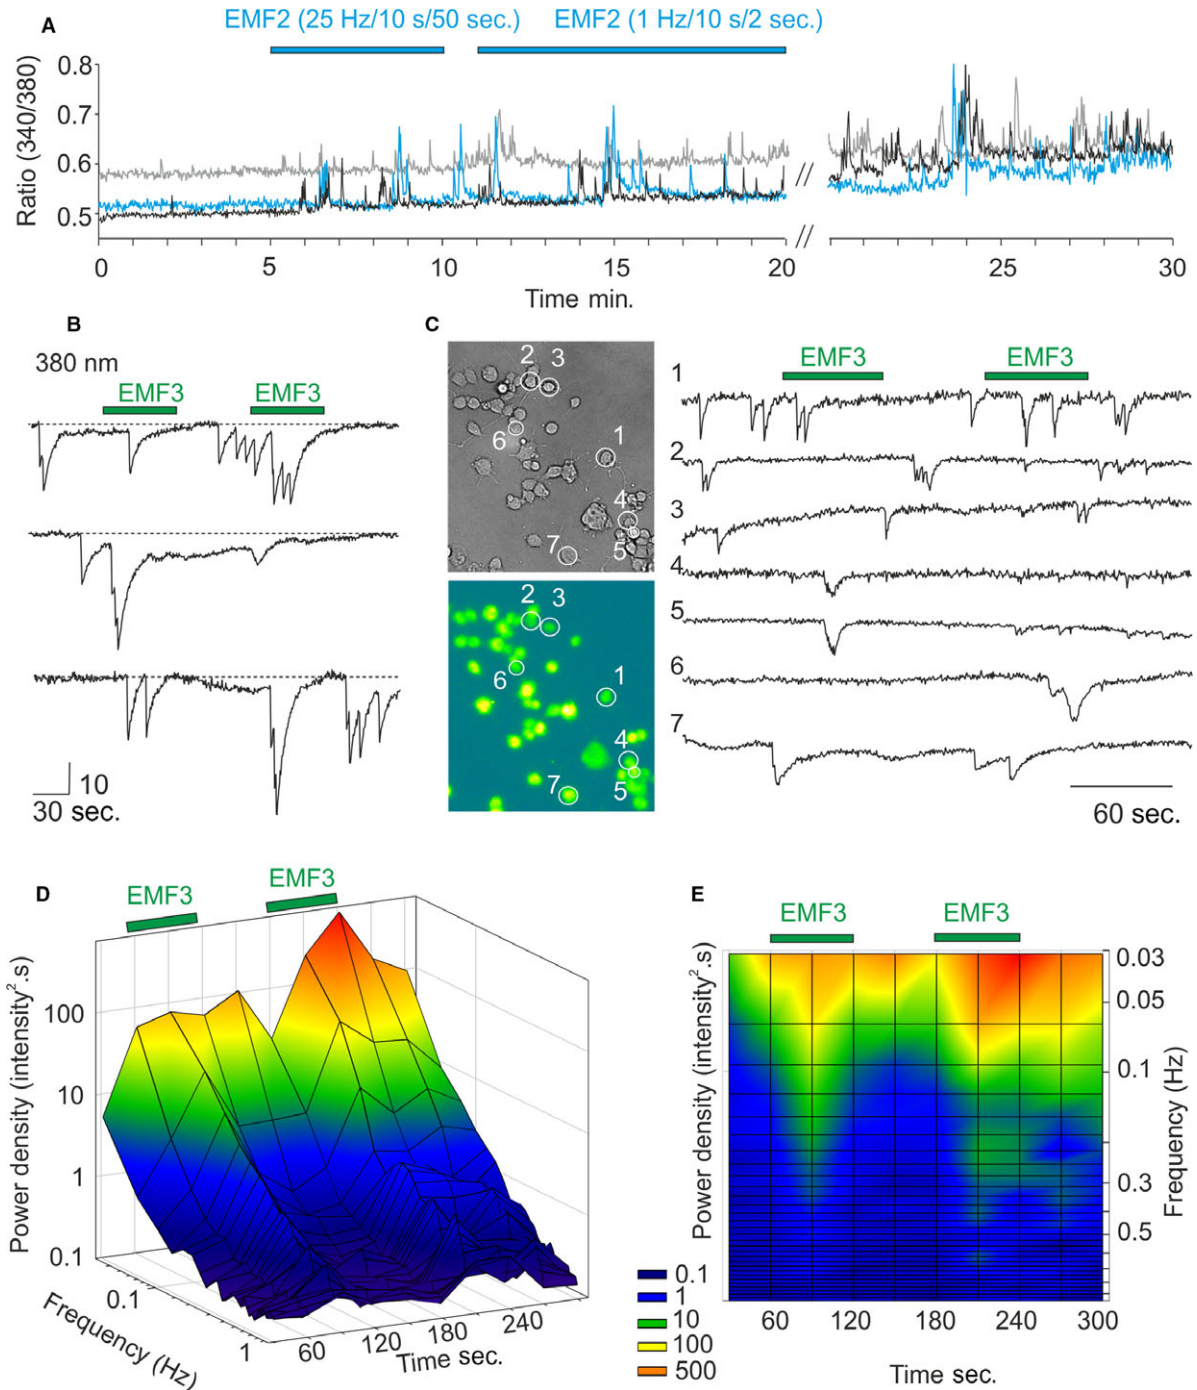 A
EMF2 (25 Hz/10 s/50 sec.)
EMF2 (1 Hz/10 s/2 sec.)
Ratio (340/380)
0.8
0.7
0.6
0.5
//
//
0
5
10
15
20
25
30
Time min.
B
380 nm
EMF3
EMF3
10
30 sec.
C
2
3
6
1
4
7
5
2
3
6
1
4
7
5
EMF3
EMF3
1
2
3
4
5
6
7
60 sec.
D
EMF3
EMF3
Power density (intensity².s)
100
10
1
0.1
0.1
1
Frequency (Hz)
60
120
180
240
Time sec.
E
EMF3
EMF3
Power density (intensity².s)
0.03
0.05
0.1
0.3
0.5
Frequency (Hz)
0.1
1
10
100
500
60
120
180
240
300
Time sec.